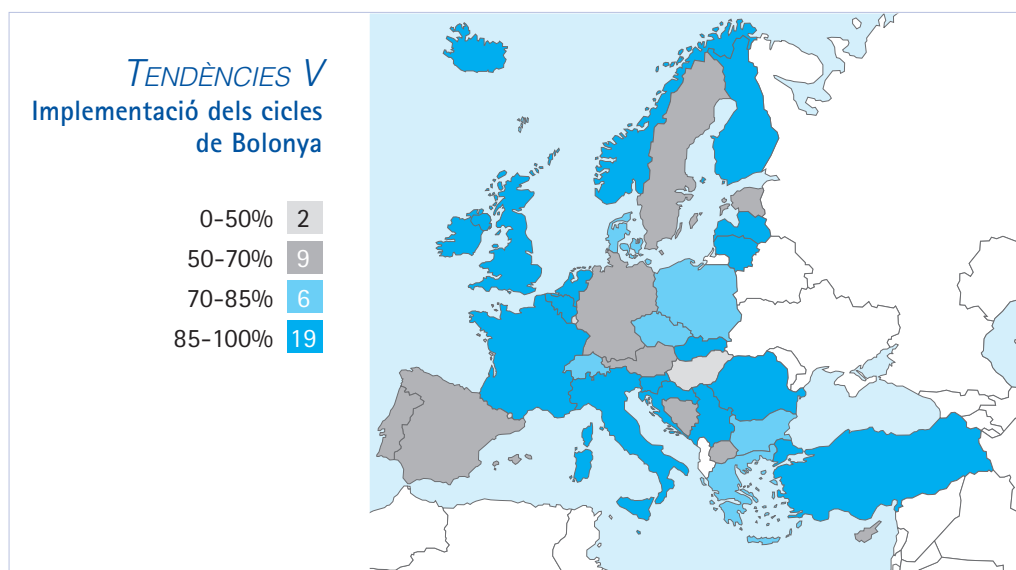 TENDÈNCIES V
Implementació dels cicles
de Bolonya
0-50% 2
50-70% 9
70-85% 6
85-100% 19